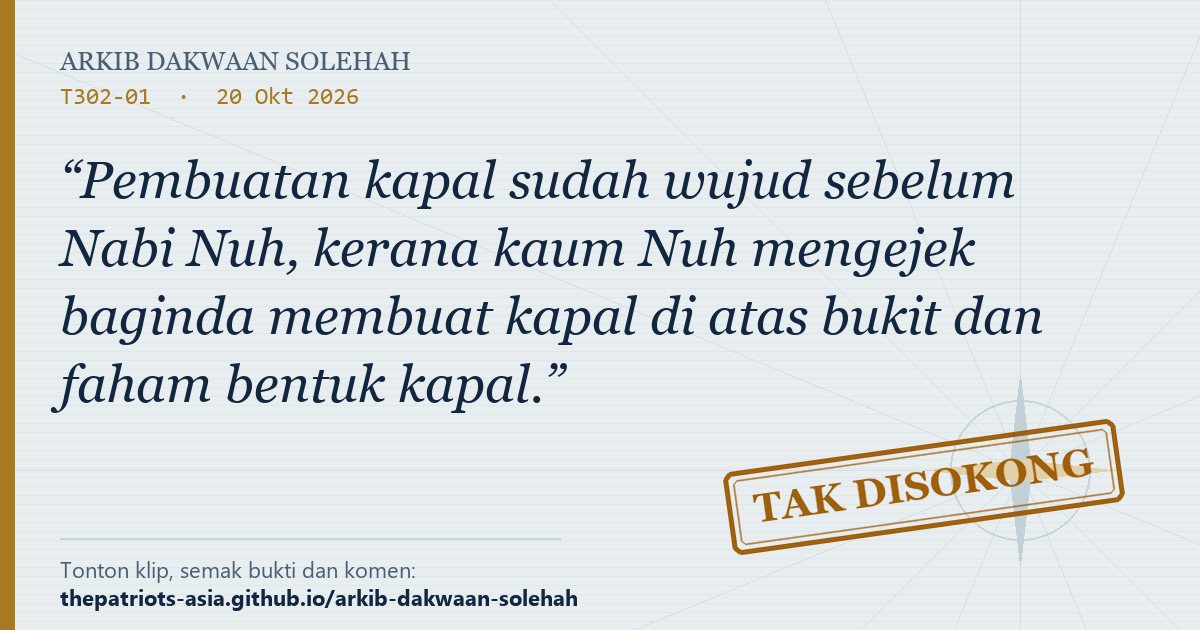 ARKIB DAKWAAN SOLEHAH
T302-01 · 20 Okt 2026
“Pembuatan kapal sudah wujud sebelum
Nabi Nuh, kerana kaum Nuh mengejek
baginda membuat kapal di atas bukit dan
faham bentuk kapal.”
TAK DISOKONG
Tonton klip, semak bukti dan komen:
thepatriots-asia.github.io/arkib-dakwaan-solehah